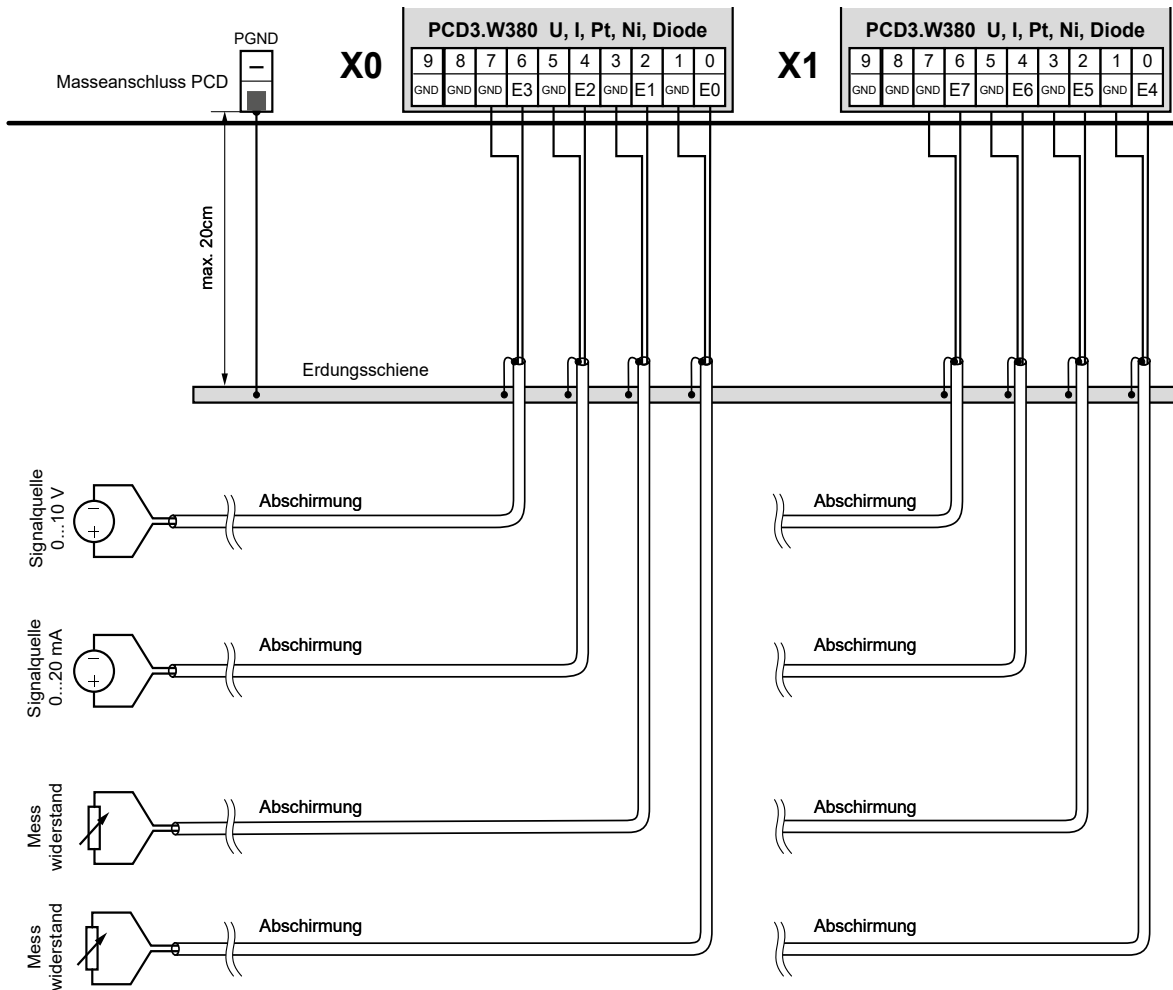 PGND
–
Masseanschluss PCD
X0
PCD3.W380 U, I, Pt, Ni, Diode
9 8 7 6 5 4 3 2 1 0
GND GND GND E3 GND E2 GND E1 GND E0
X1
PCD3.W380 U, I, Pt, Ni, Diode
9 8 7 6 5 4 3 2 1 0
GND GND GND E7 GND E6 GND E5 GND E4
max. 20cm
Erdungsschiene
Signalquelle
0...10 V
–
+
Abschirmung
Abschirmung
Signalquelle
0...20 mA
–
+
Abschirmung
Abschirmung
Mess
widerstand
Abschirmung
Abschirmung
Mess
widerstand
Abschirmung
Abschirmung